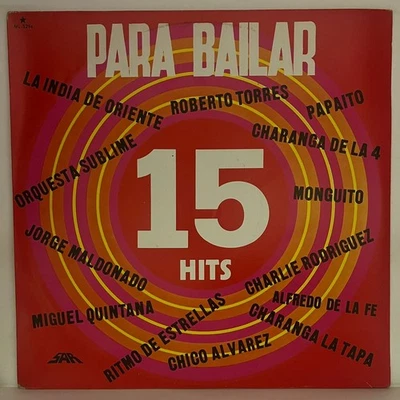 PARA BAILAR
LA INDIA DE ORIENTE
ROBERTO TORRES
PAPAITO
ORQUESTA SUBLIME
CHARANGA DE LA 4
15
MONGUITO
HITS
JORGE MALDONADO
CHARLIE RODRIGUEZ
MIGUEL QUINTANA
RITMO DE ESTRELLAS
ALFREDO DE LA FE
CHICO ALVAREZ
CHARANGA LA TAPA
SAR